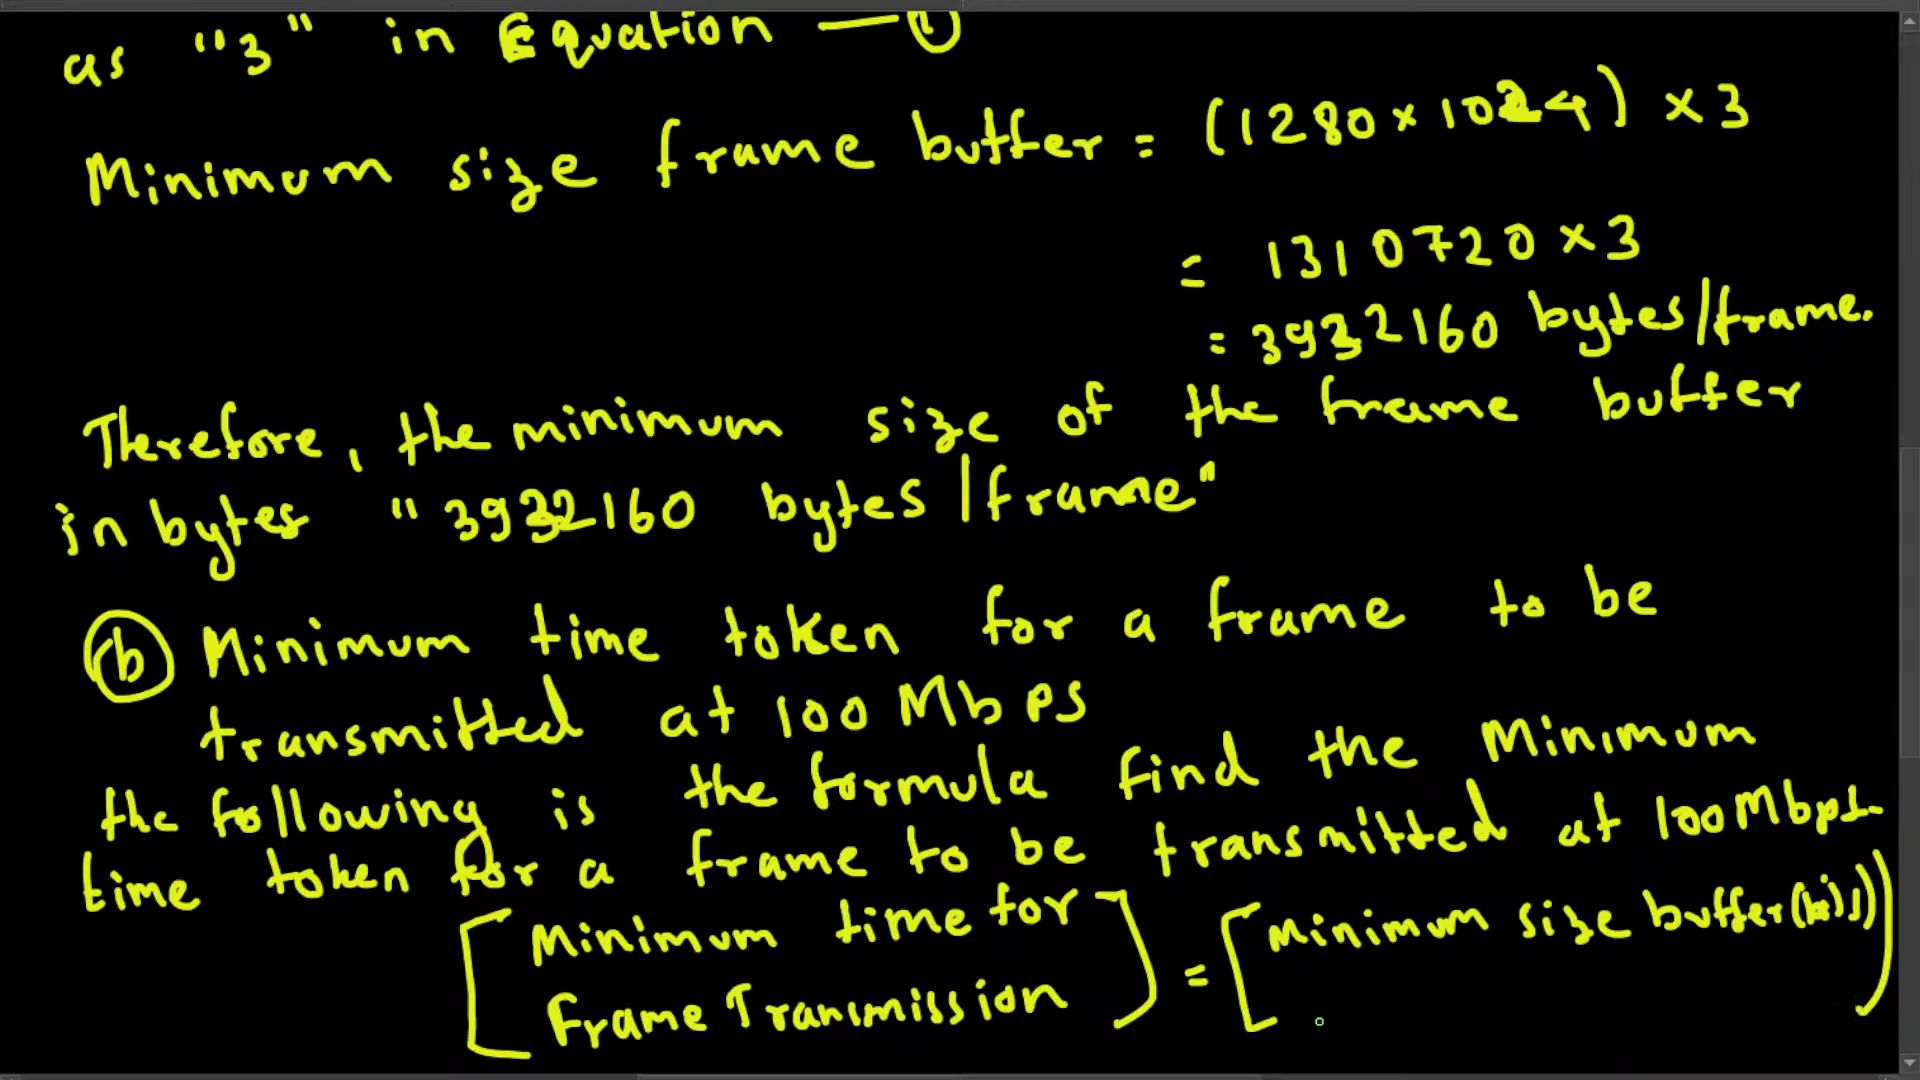 as "3" in Equation — ①
Minimum size frame buffer = (1280 × 1024) × 3
= 1310720 × 3
= 3932160 bytes/frame.
Therefore, the minimum size of the frame buffer
in bytes "3932160 bytes/frame"
ⓑ Minimum time token for a frame to be
transmitted at 100 Mbps
the following is the formula find the Minimum
time token for a frame to be transmitted at 100Mbps.
[Minimum time for Frame Transmission] = [Minimum size buffer(bits))